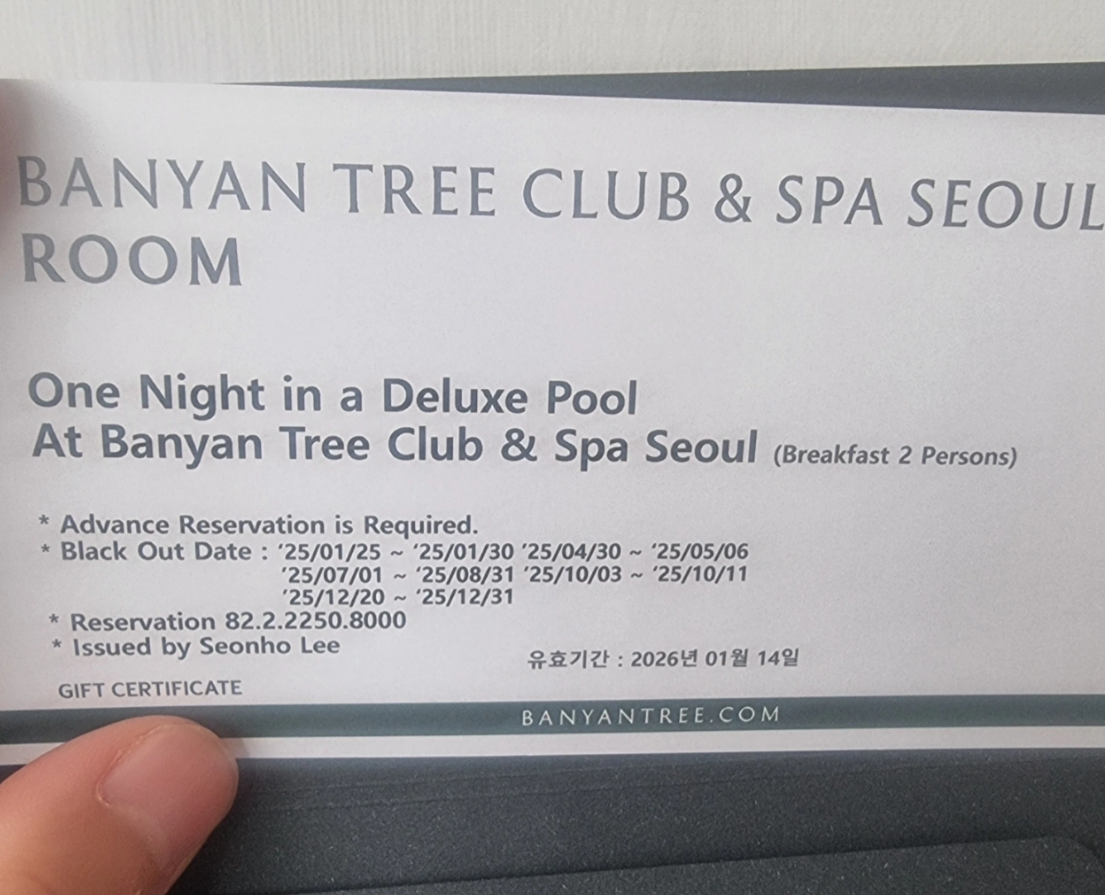 BANYAN TREE CLUB & SPA SEOUL
ROOM
One Night in a Deluxe Pool
At Banyan Tree Club & Spa Seoul (Breakfast 2 Persons)
* Advance Reservation is Required.
* Black Out Date : '25/01/25 ~ '25/01/30 '25/04/30 ~ '25/05/06
'25/07/01 ~ '25/08/31 '25/10/03 ~ '25/10/11
'25/12/20 ~ '25/12/31
* Reservation 82.2.2250.8000
* Issued by Seonho Lee
유효기간 : 2026년 01월 14일
GIFT CERTIFICATE
BANYANTREE.COM